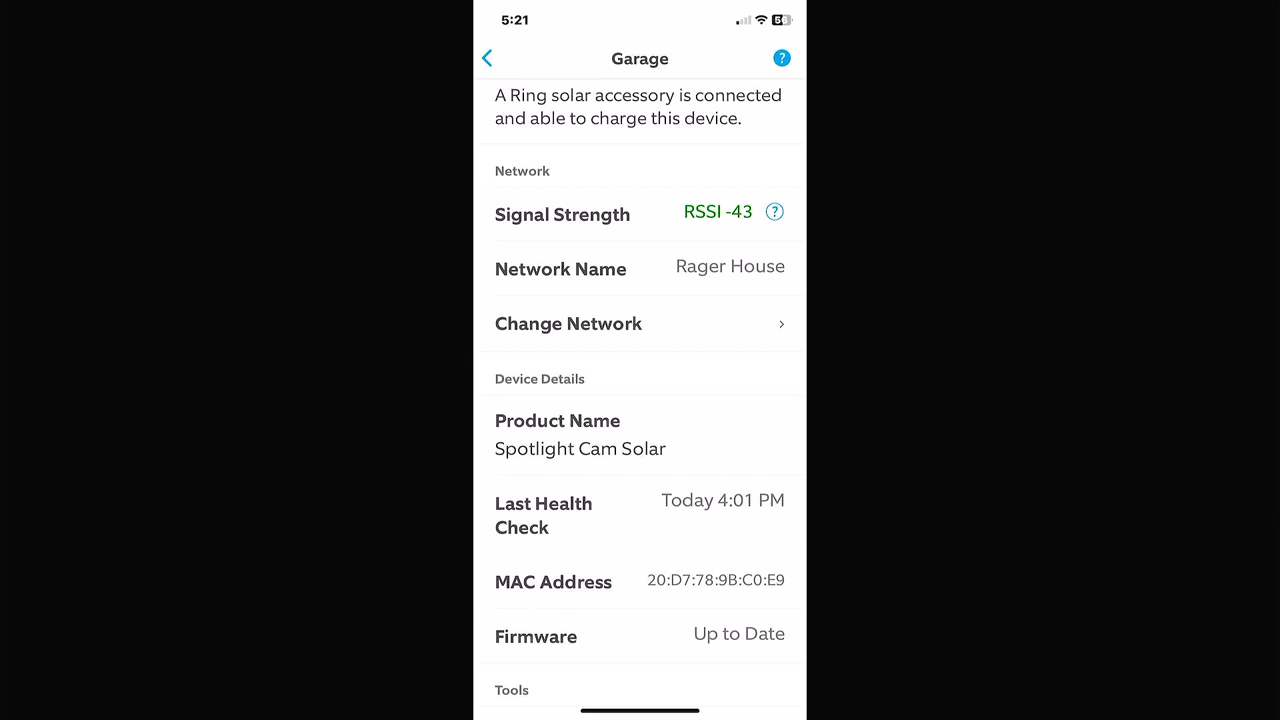 5:21
56
Garage
?
A Ring solar accessory is connected
and able to charge this device.
Network
Signal Strength
RSSI -43
?
Network Name
Rager House
Change Network
Device Details
Product Name
Spotlight Cam Solar
Last Health
Check
Today 4:01 PM
MAC Address
20:D7:78:9B:C0:E9
Firmware
Up to Date
Tools